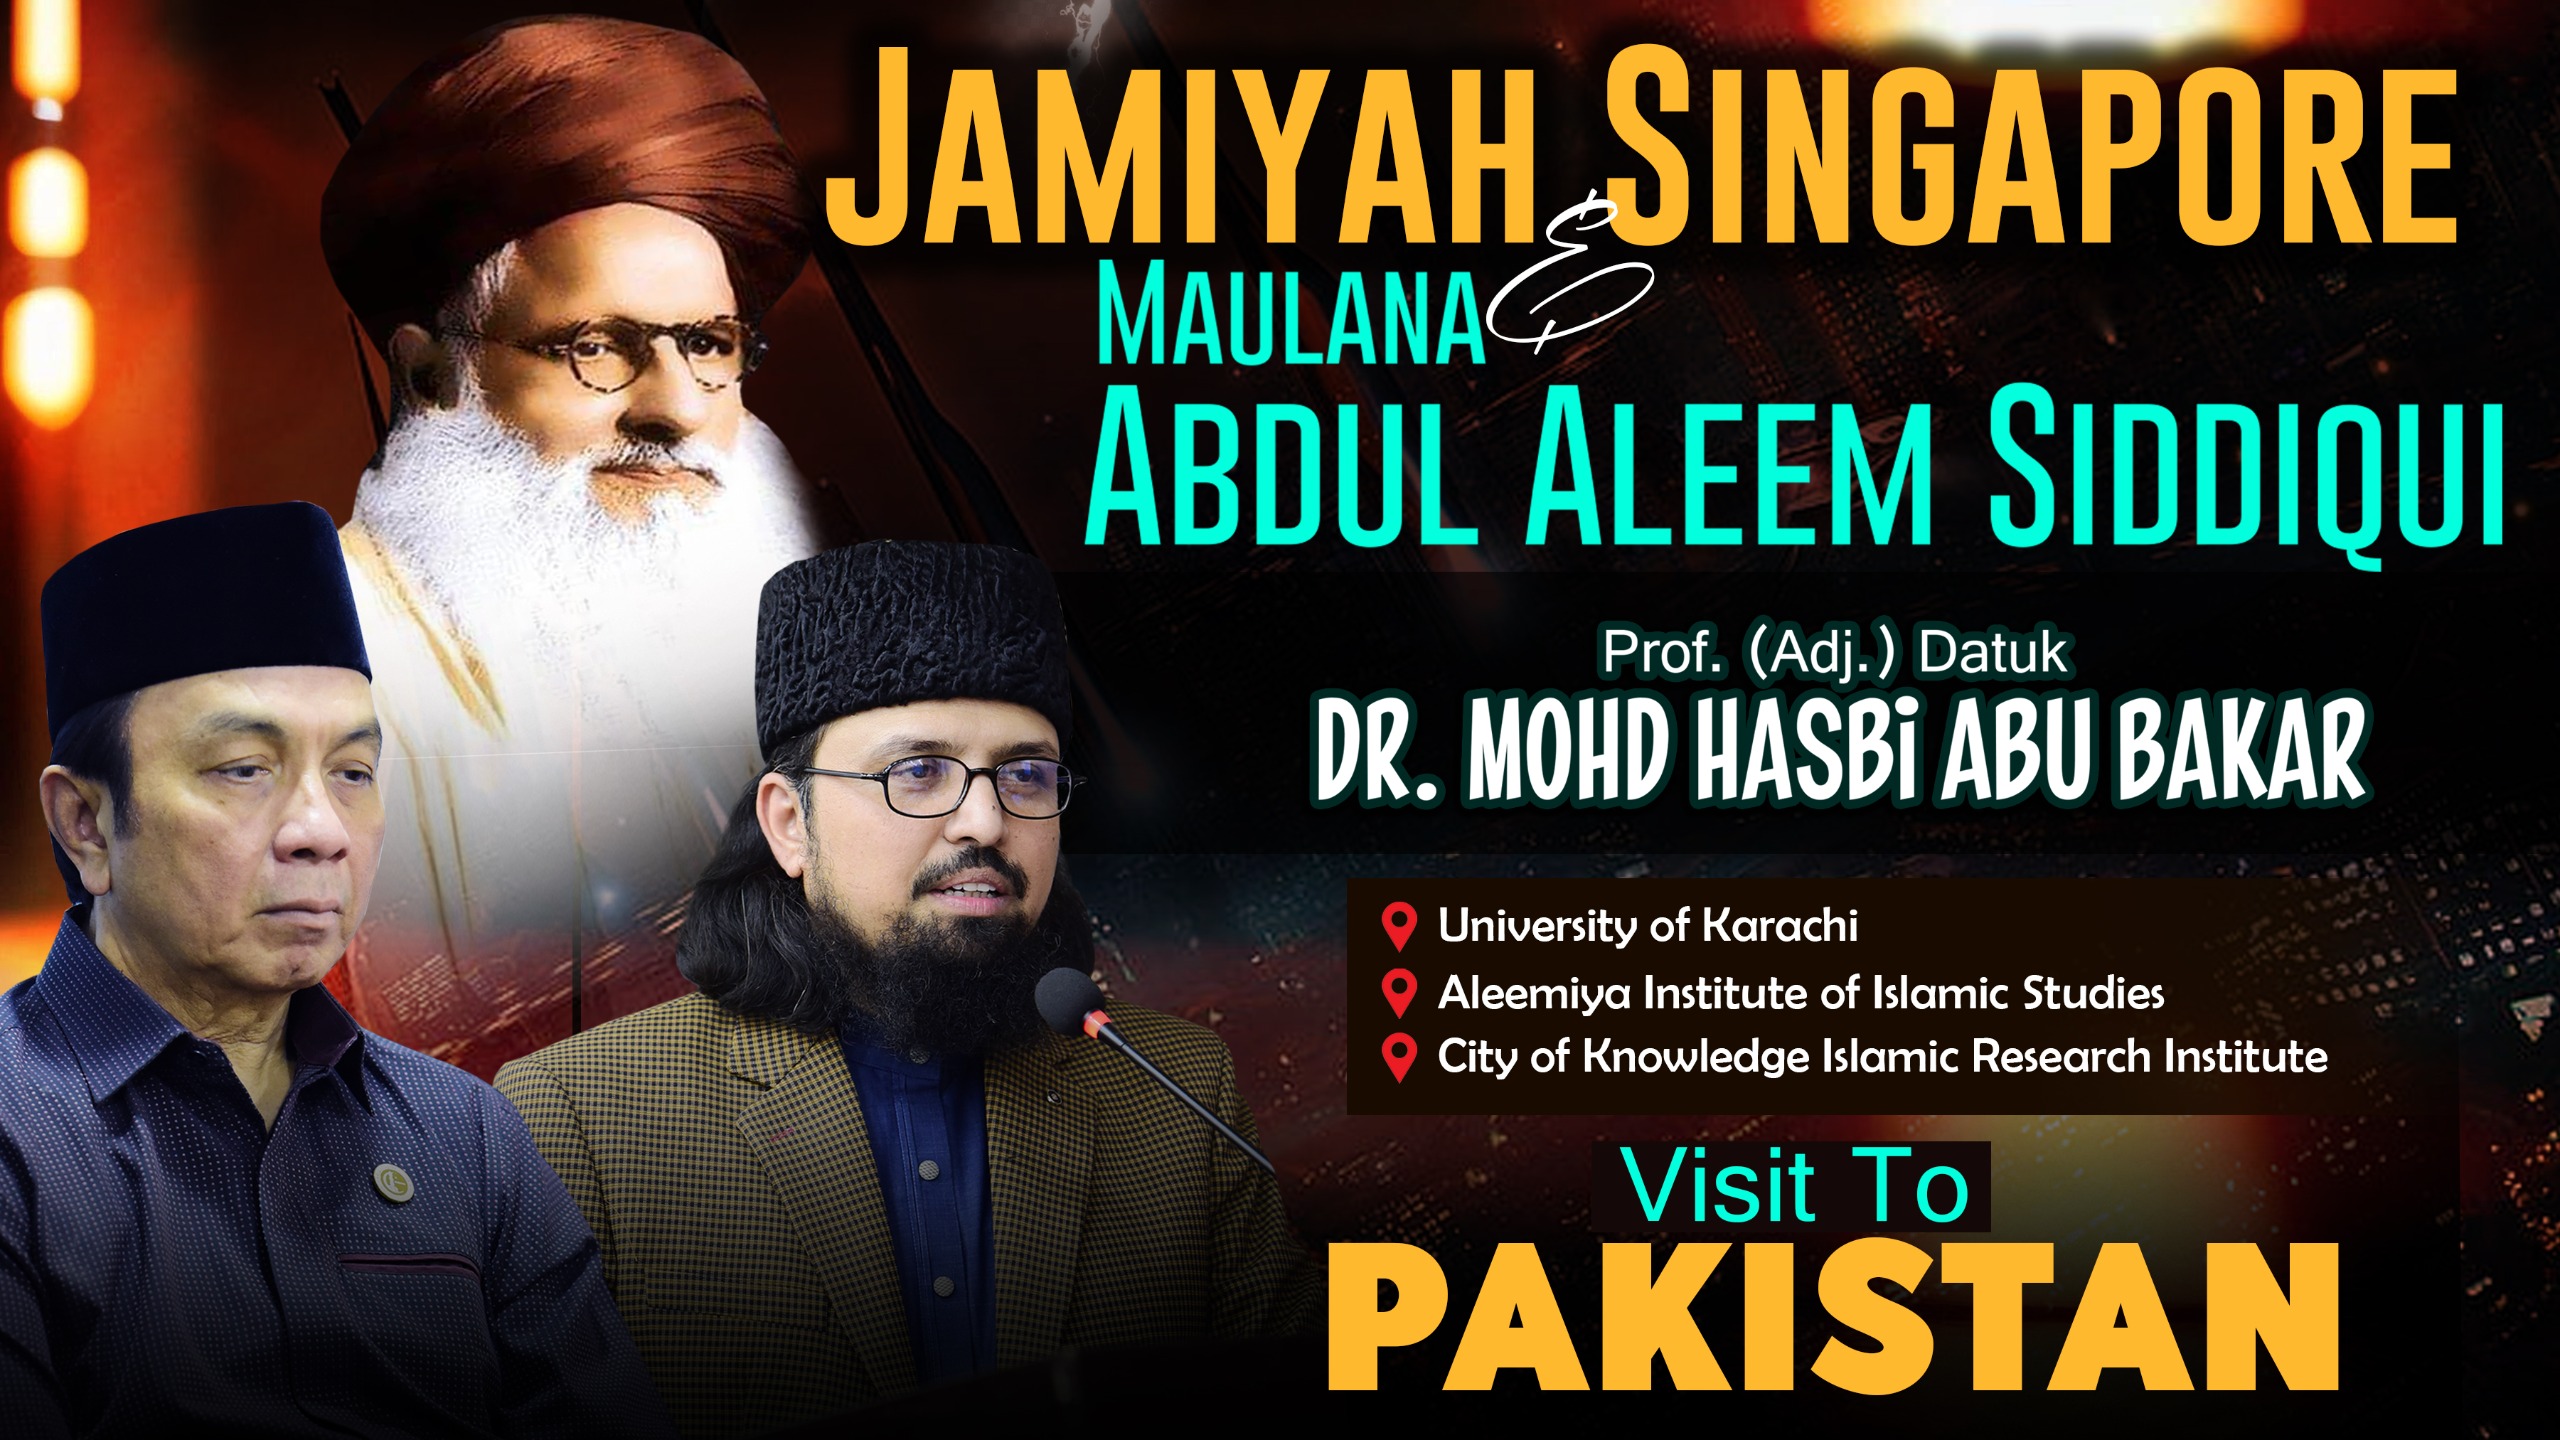 JAMIYAH SINGAPORE
&
MAULANA
ABDUL ALEEM SIDDIQUI
Prof. (Adj.) Datuk
DR. MOHD HASBi ABU BAKAR
University of Karachi
Aleemiya Institute of Islamic Studies
City of Knowledge Islamic Research Institute
Visit To
PAKISTAN